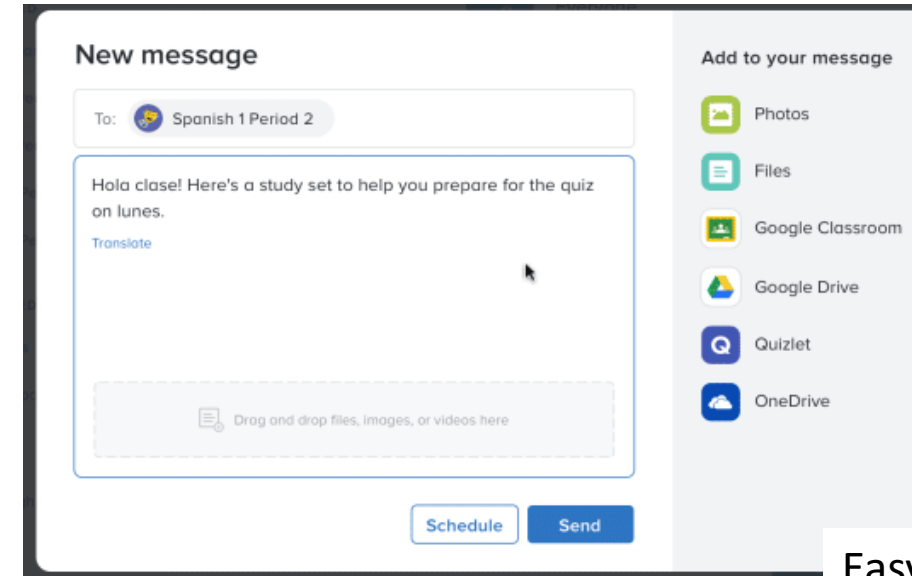 New message
To: Spanish 1 Period 2
Hola clase! Here's a study set to help you prepare for the quiz
on lunes.
Translate
Drag and drop files, images, or videos here
Schedule
Send
Add to your message
Photos
Files
Google Classroom
Google Drive
Quizlet
OneDrive